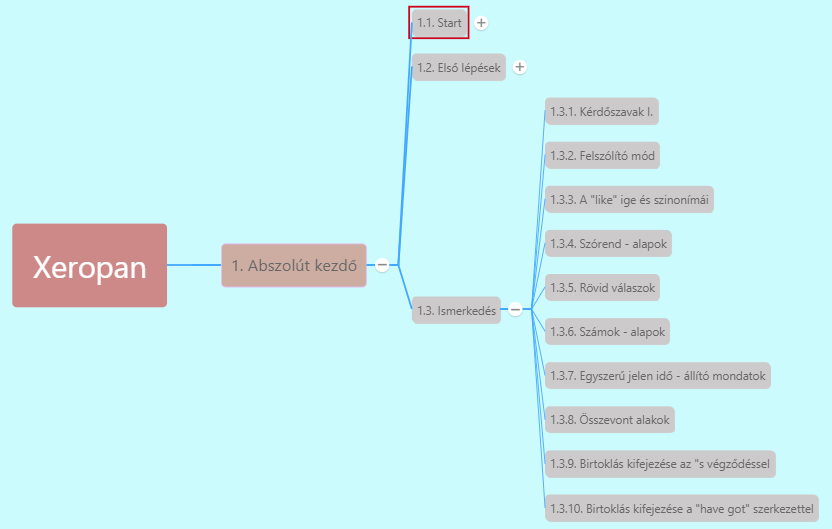 Xeropan
1. Abszolút kezdő
1.1. Start
1.2. Első lépések
1.3. Ismerkedés
1.3.1. Kérdőszavak I.
1.3.2. Felszólító mód
1.3.3. A "like" ige és szinonímái
1.3.4. Szórend - alapok
1.3.5. Rövid válaszok
1.3.6. Számok - alapok
1.3.7. Egyszerű jelen idő - állító mondatok
1.3.8. Összevont alakok
1.3.9. Birtoklás kifejezése az "s végződéssel
1.3.10. Birtoklás kifejezése a "have got" szerkezettel